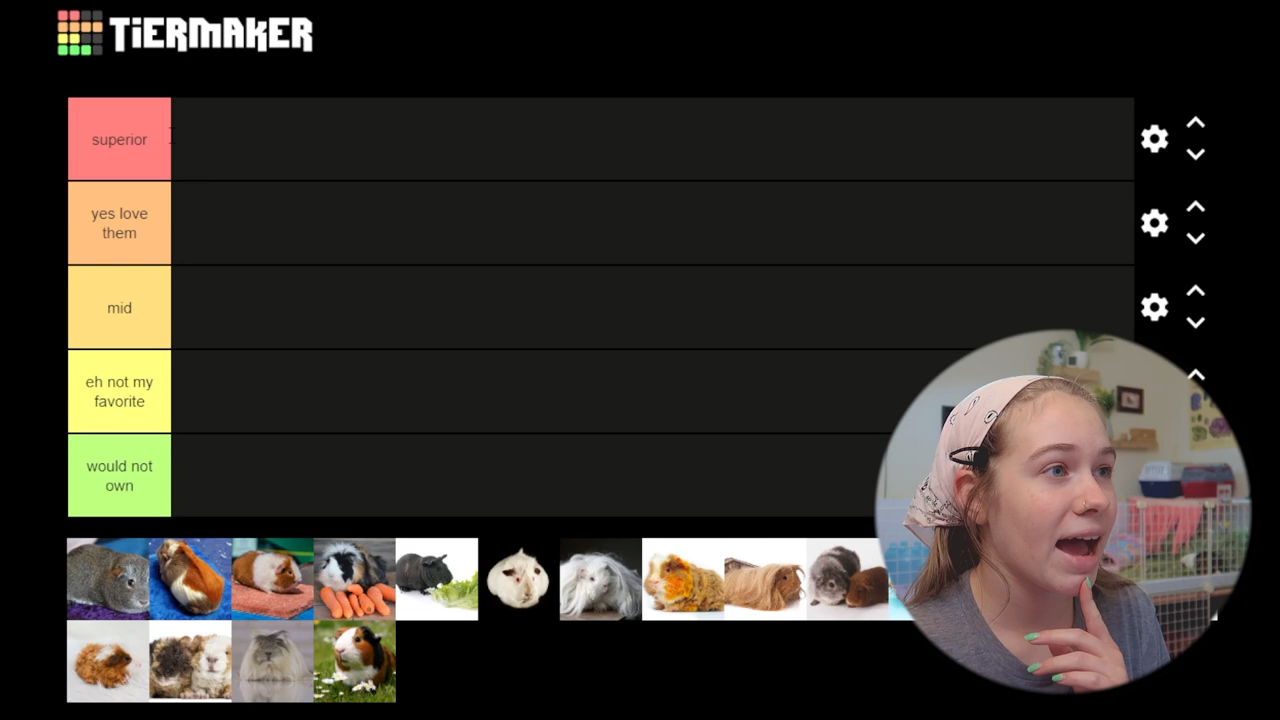 TiERMAKER
superior
yes love
them
mid
eh not my
favorite
would not
own